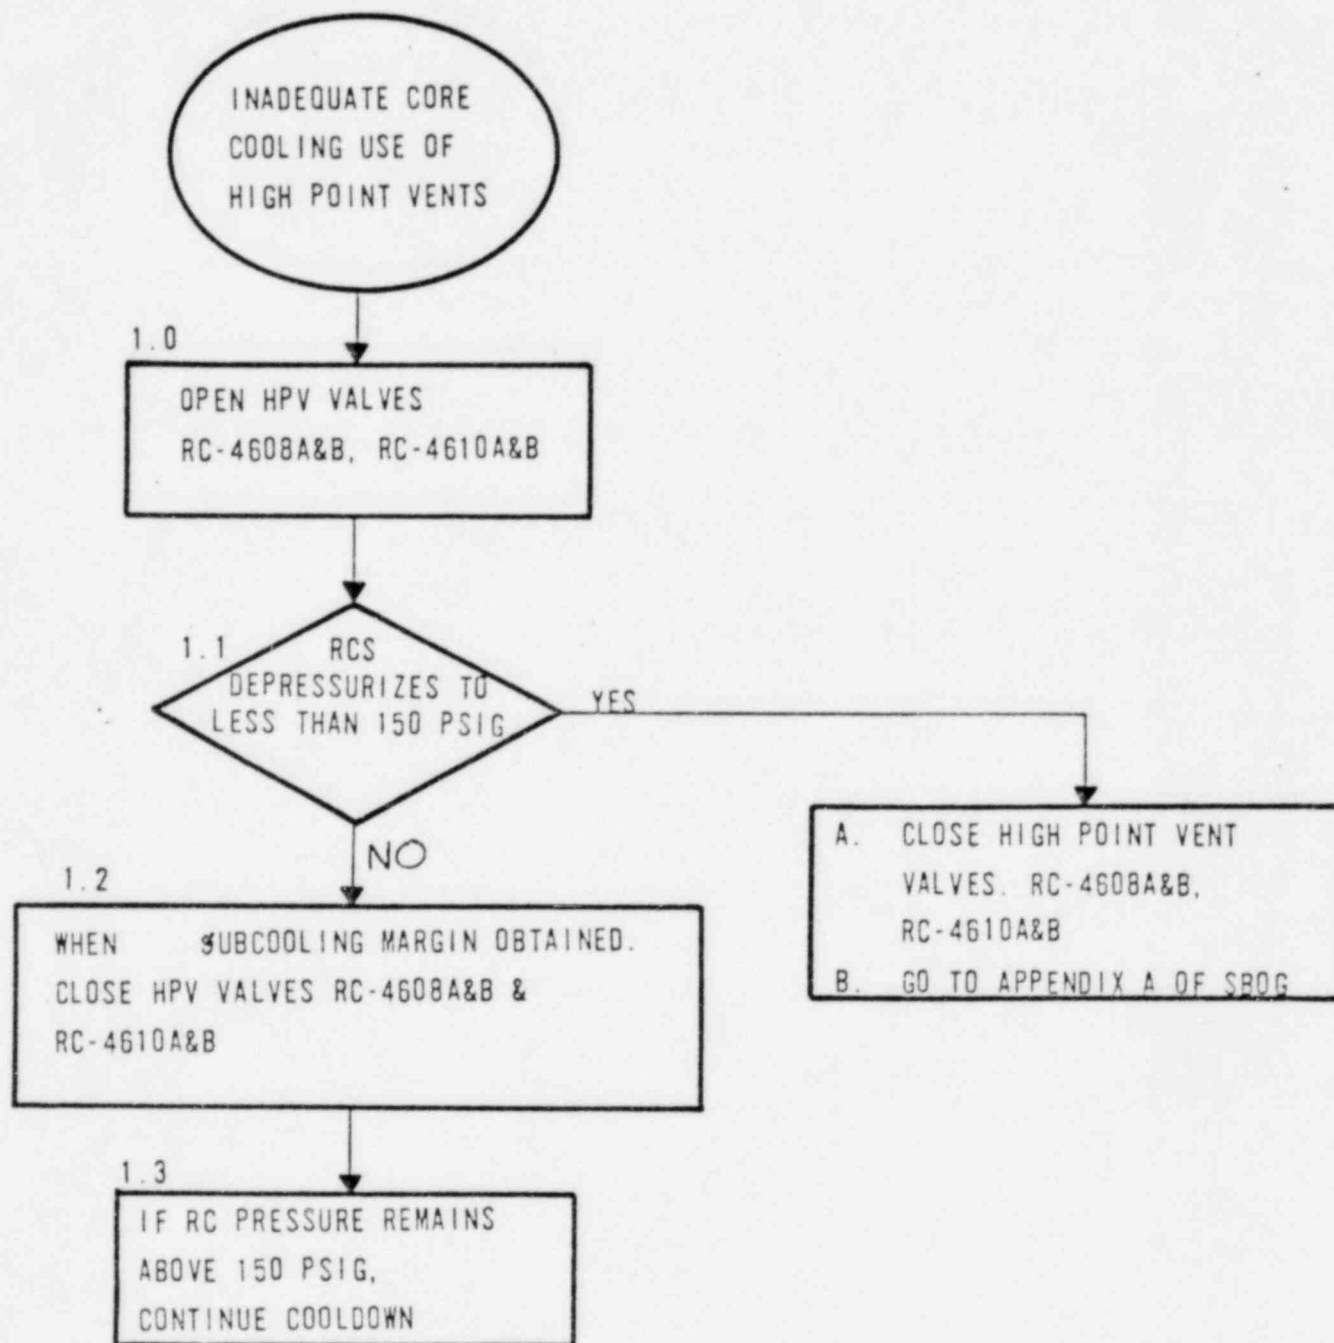 INADEQUATE CORE
COOLING USE OF
HIGH POINT VENTS
1.0
OPEN HPV VALVES
RC-4608A&B, RC-4610A&B
1.1 RCS
DEPRESSURIZES TO
LESS THAN 150 PSIG
YES
NO
1.2
WHEN SUBCOOLING MARGIN OBTAINED.
CLOSE HPV VALVES RC-4608A&B &
RC-4610A&B
A. CLOSE HIGH POINT VENT
VALVES. RC-4608A&B,
RC-4610A&B
B. GO TO APPENDIX A OF SBOG
1.3
IF RC PRESSURE REMAINS
ABOVE 150 PSIG,
CONTINUE COOLDOWN